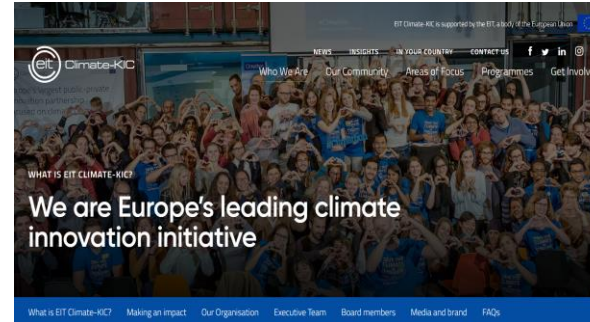 EIT Climate-KIC is supported by the EIT, a body of the European Union
NEWS INSIGHTS IN YOUR COUNTRY CONTACT US
eit Climate-KIC
Who We Are Our Community Areas of Focus Programmes Get Involv
WHAT IS EIT CLIMATE-KIC?
We are Europe's leading climate
innovation initiative
What is EIT Climate-KIC? Making an impact Our Organisation Executive Team Board members Media and brand FAQs